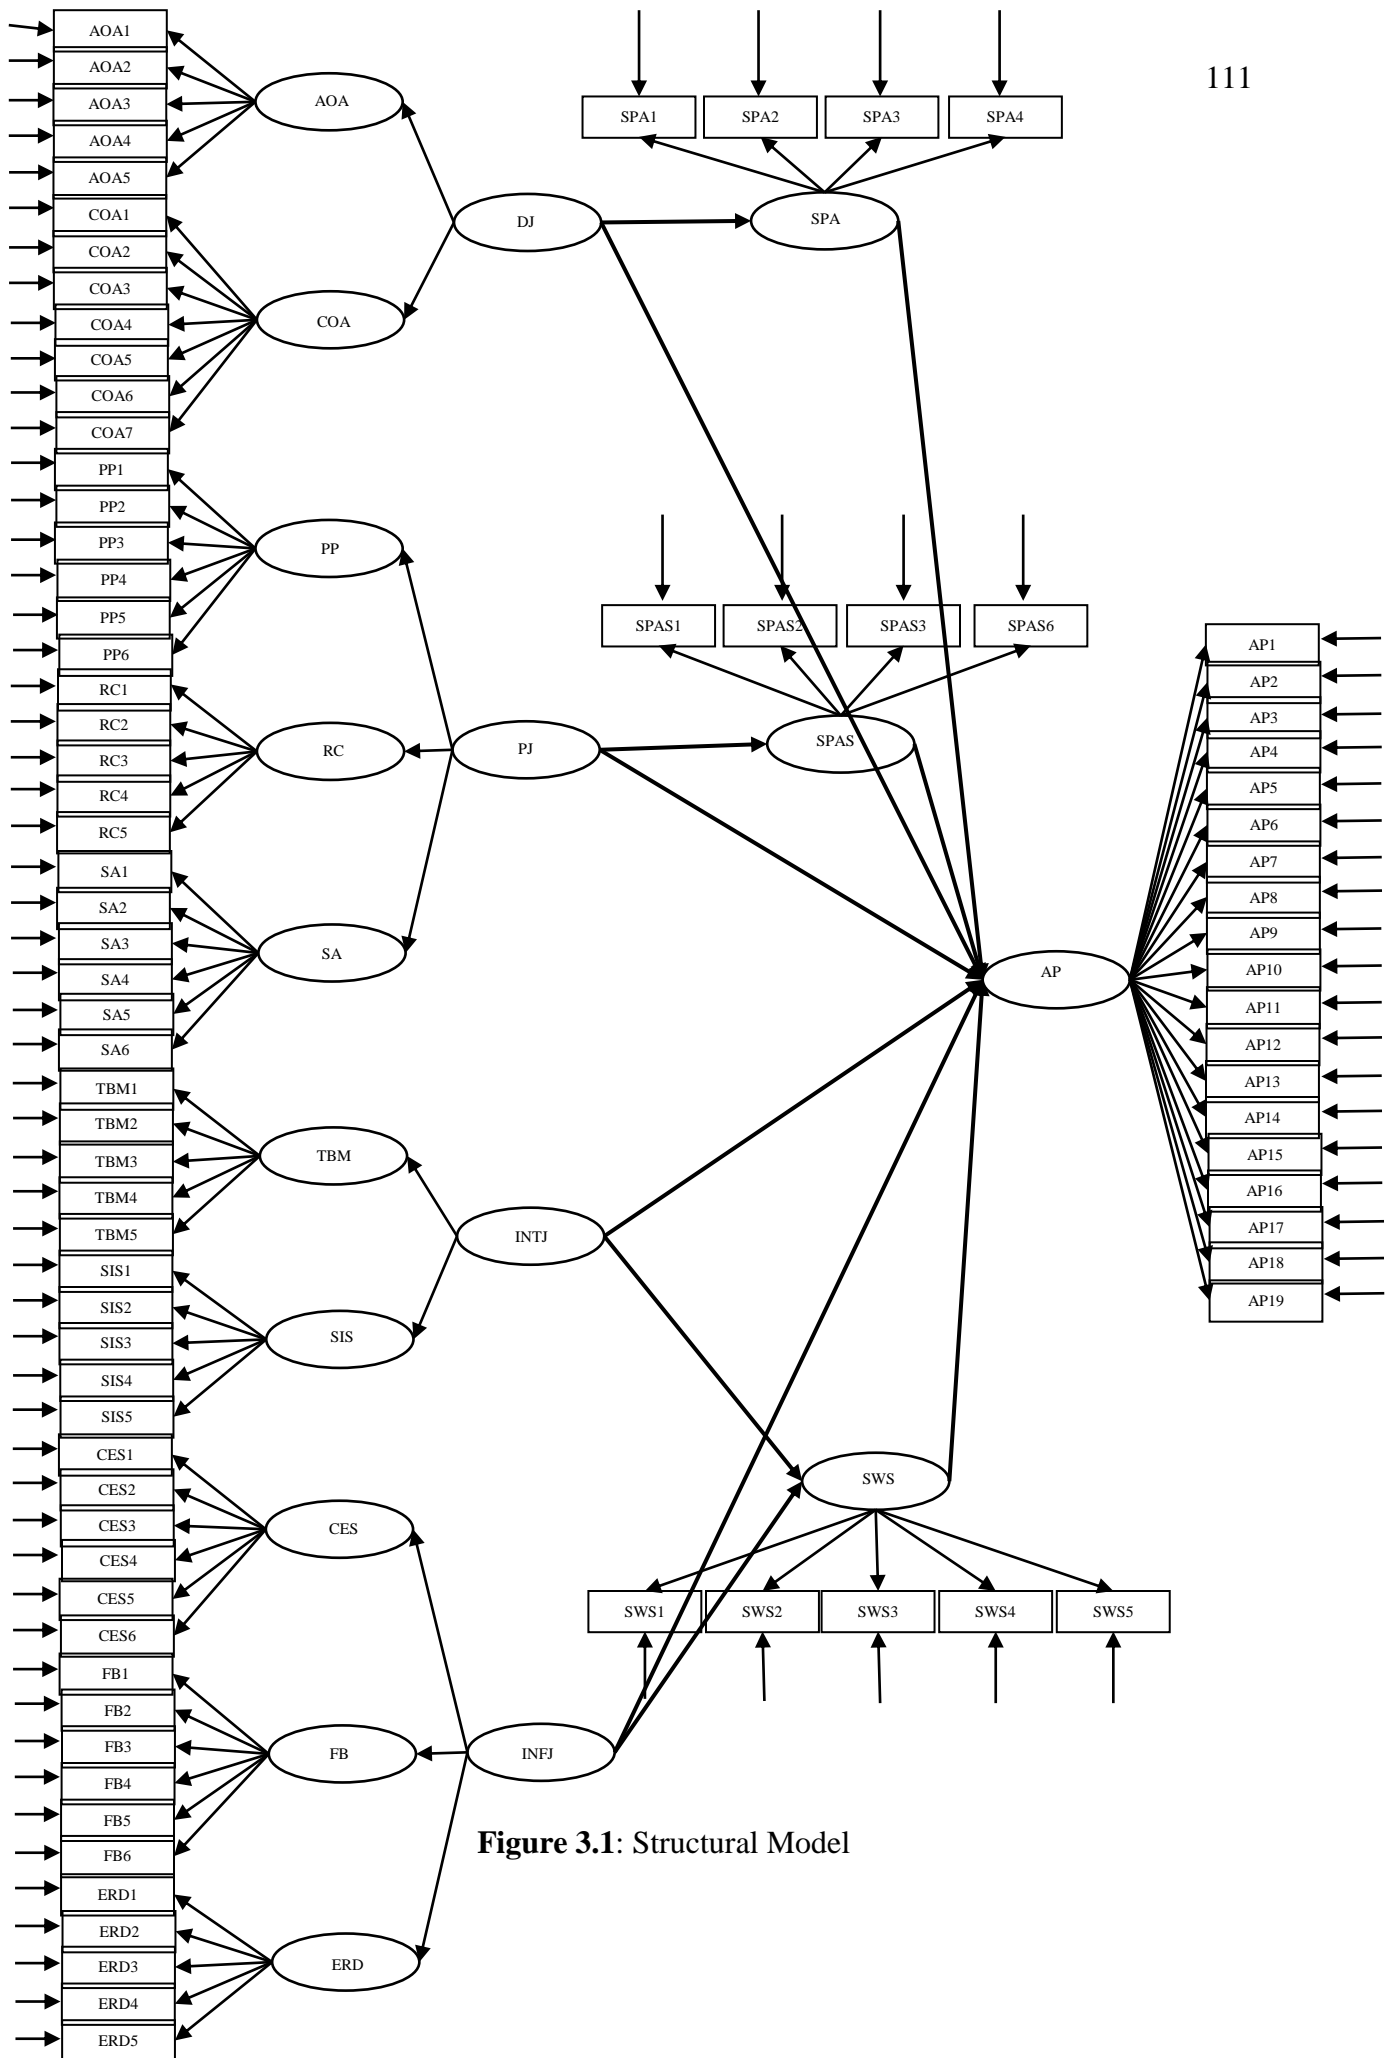 111
AOA1
AOA2
AOA3
AOA4
AOA5
COA1
COA2
COA3
COA4
COA5
COA6
COA7
PP1
PP2
PP3
PP4
PP5
PP6
RC1
RC2
RC3
RC4
RC5
SA1
SA2
SA3
SA4
SA5
SA6
TBM1
TBM2
TBM3
TBM4
TBM5
SIS1
SIS2
SIS3
SIS4
SIS5
CES1
CES2
CES3
CES4
CES5
CES6
FB1
FB2
FB3
FB4
FB5
FB6
ERD1
ERD2
ERD3
ERD4
ERD5
AOA
COA
PP
RC
SA
TBM
SIS
CES
FB
ERD
DJ
PJ
INTJ
INFJ
SPA1 SPA2 SPA3 SPA4
SPA
SPAS1 SPAS2 SPAS3 SPAS6
SPAS
SWS
SWS1 SWS2 SWS3 SWS4 SWS5
AP
AP1
AP2
AP3
AP4
AP5
AP6
AP7
AP8
AP9
AP10
AP11
AP12
AP13
AP14
AP15
AP16
AP17
AP18
AP19
Figure 3.1: Structural Model